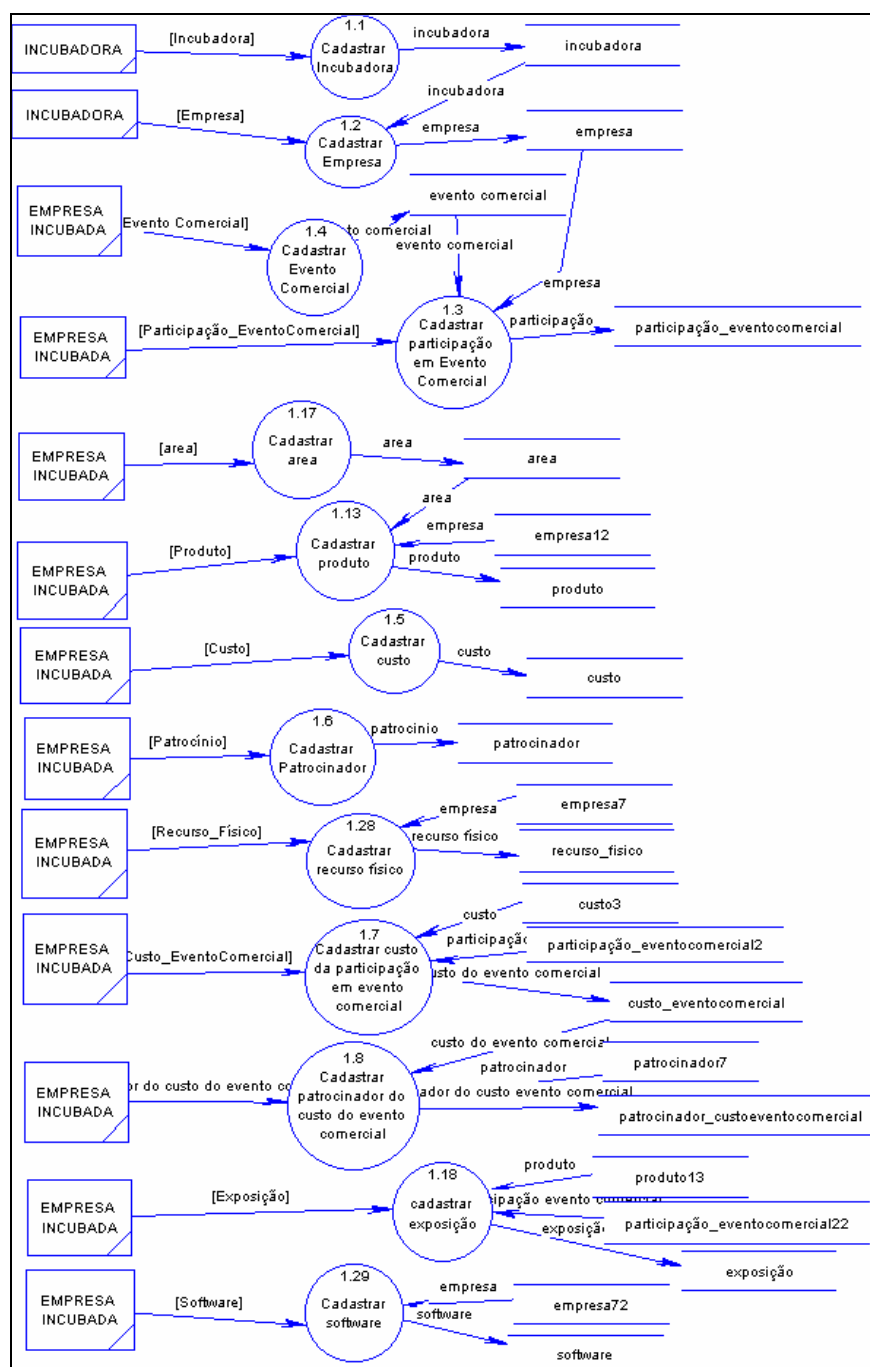 1.1
[Incubadora]
incubadora
INCUBADORA
Cadastrar
Incubadora
incubadora
incubadora
INCUBADORA
[Empresa]
1.2
Cadastrar
Empresa
empresa
empresa
evento comercial
EMPRESA
INCUBADA
Evento Comercial]
1.4
Cadastrar
Evento
Comercial
comercial
evento comercial
empresa
EMPRESA
INCUBADA
[Participação_EventoComercial]
1.3
Cadastrar
participação
em Evento
Comercial
participação
participação_eventocomercial
EMPRESA
INCUBADA
[area]
1.17
Cadastrar
area
area
area
area
EMPRESA
INCUBADA
[Produto]
1.13
Cadastrar
produto
empresa
empresa12
produto
produto
EMPRESA
INCUBADA
[Custo]
1.5
Cadastrar
custo
custo
custo
EMPRESA
INCUBADA
[Patrocínio]
1.6
Cadastrar
Patrocinador
patrocinio
patrocinador
EMPRESA
INCUBADA
[Recurso_Físico]
1.28
Cadastrar
recurso físico
empresa
empresa7
recurso físico
recurso_fisico
EMPRESA
INCUBADA
Custo_EventoComercial]
1.7
Cadastrar custo
da participação
em evento
comercial
custo
custo3
participação
participação_eventocomercial2
custo do evento comercial
custo_eventocomercial
EMPRESA
INCUBADA
or do custo do evento co
1.8
Cadastrar
patrocinador do
custo do evento
comercial
custo do evento comercial
patrocinador
patrocinador7
ador do custo evento comercial
patrocinador_custoeventocomercial
EMPRESA
INCUBADA
[Exposição]
1.18
cadastrar
exposição
produto
produto13
cipação evento comercial
participação_eventocomercial22
exposição
exposição
EMPRESA
INCUBADA
[Software]
1.29
Cadastrar
software
empresa
empresa72
software
software